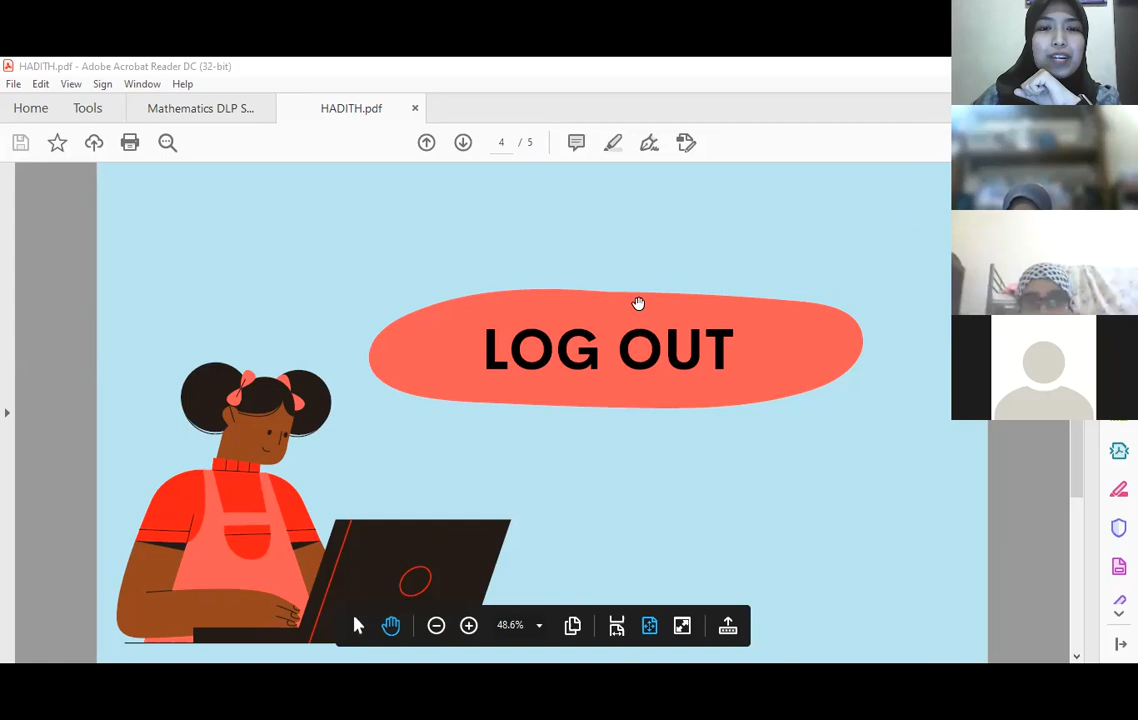 HADITH.pdf - Adobe Acrobat Reader DC (32-bit)
File Edit View Sign Window Help
Home Tools Mathematics DLP S... HADITH.pdf ×
4 / 5
LOG OUT
48.6%